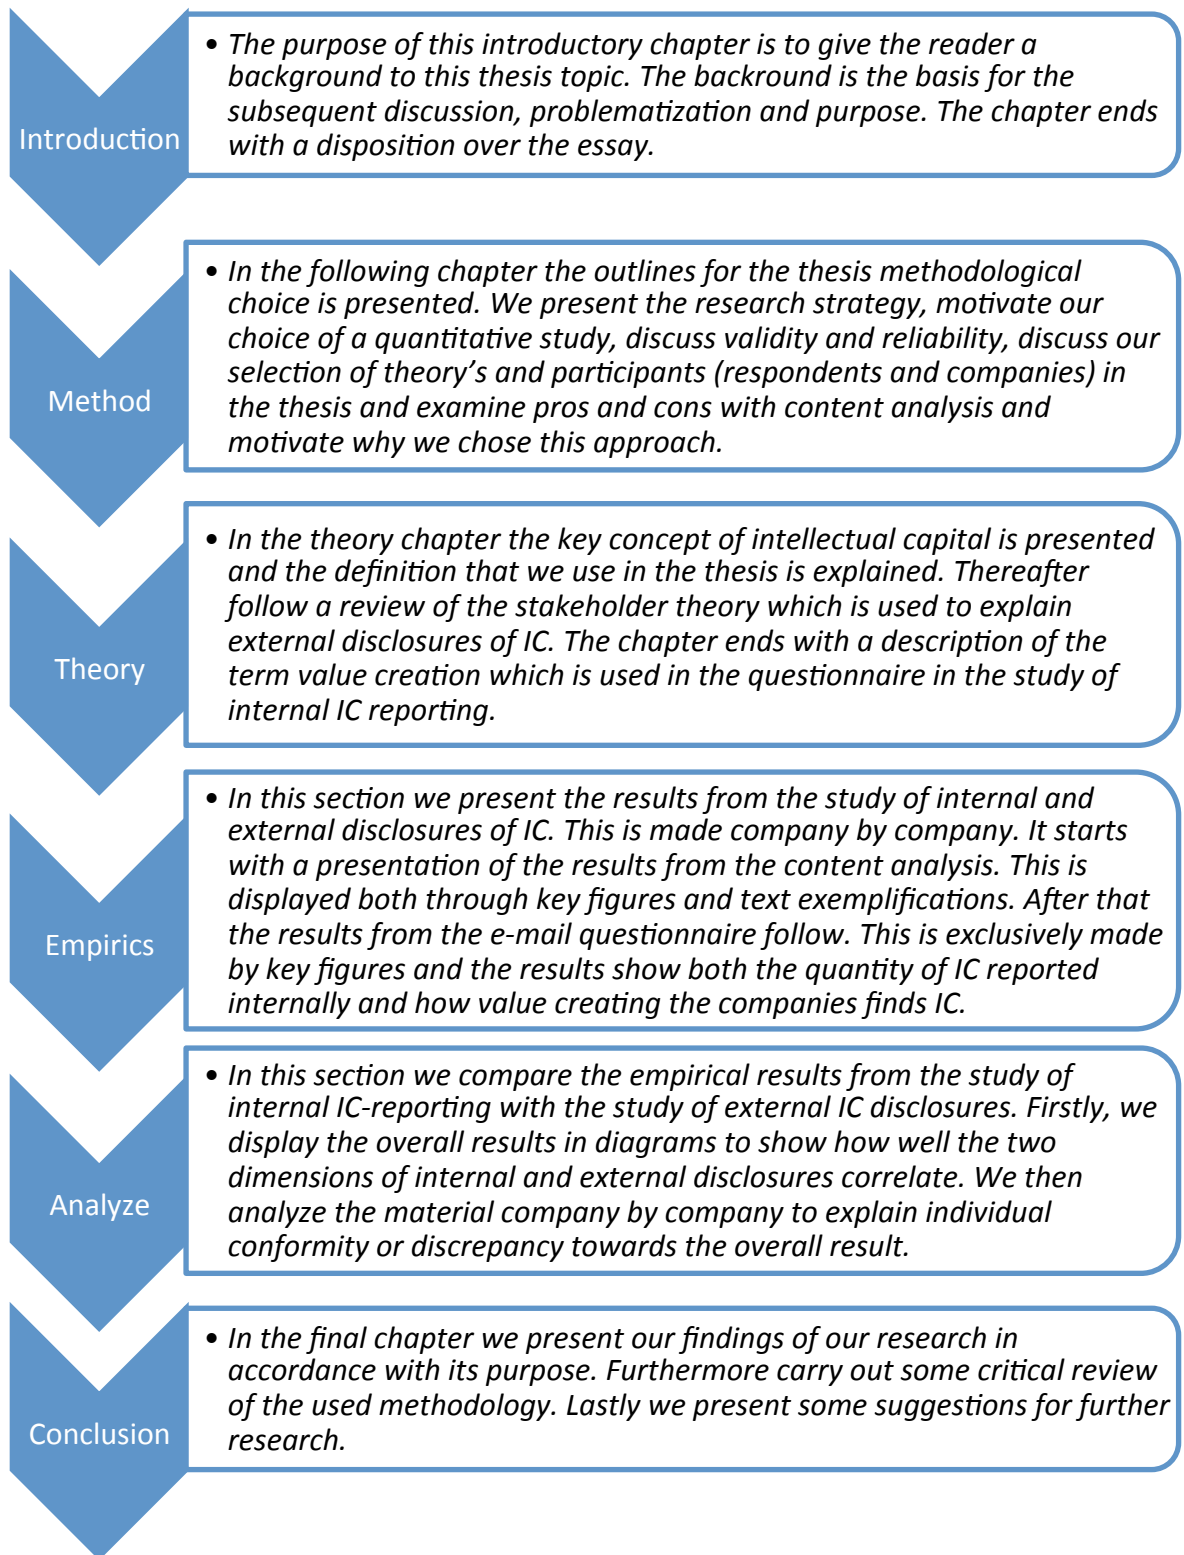 Introduction
• The purpose of this introductory chapter is to give the reader a
background to this thesis topic. The backround is the basis for the
subsequent discussion, problematization and purpose. The chapter ends
with a disposition over the essay.
Method
• In the following chapter the outlines for the thesis methodological
choice is presented. We present the research strategy, motivate our
choice of a quantitative study, discuss validity and reliability, discuss our
selection of theory’s and participants (respondents and companies) in
the thesis and examine pros and cons with content analysis and
motivate why we chose this approach.
Theory
• In the theory chapter the key concept of intellectual capital is presented
and the definition that we use in the thesis is explained. Thereafter
follow a review of the stakeholder theory which is used to explain
external disclosures of IC. The chapter ends with a description of the
term value creation which is used in the questionnaire in the study of
internal IC reporting.
Empirics
• In this section we present the results from the study of internal and
external disclosures of IC. This is made company by company. It starts
with a presentation of the results from the content analysis. This is
displayed both through key figures and text exemplifications. After that
the results from the e-mail questionnaire follow. This is exclusively made
by key figures and the results show both the quantity of IC reported
internally and how value creating the companies finds IC.
Analyze
• In this section we compare the empirical results from the study of
internal IC-reporting with the study of external IC disclosures. Firstly, we
display the overall results in diagrams to show how well the two
dimensions of internal and external disclosures correlate. We then
analyze the material company by company to explain individual
conformity or discrepancy towards the overall result.
Conclusion
• In the final chapter we present our findings of our research in
accordance with its purpose. Furthermore carry out some critical review
of the used methodology. Lastly we present some suggestions for further
research.